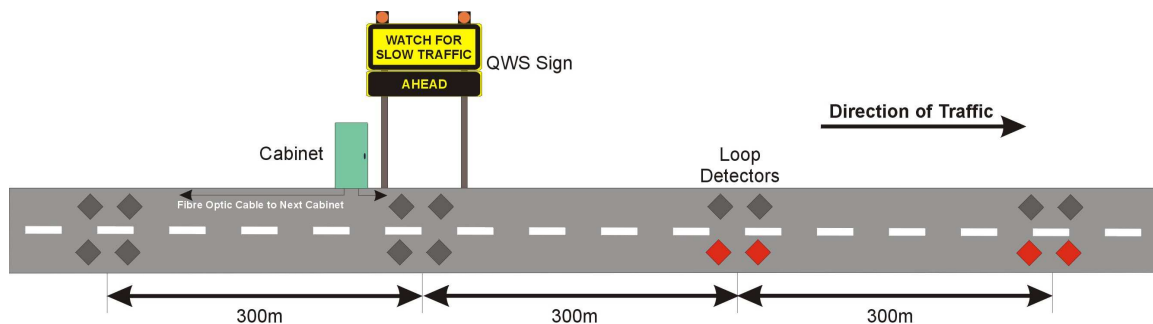 WATCH FOR
SLOW TRAFFIC
AHEAD
QWS Sign
Direction of Traffic
Cabinet
Loop
Detectors
Fibre Optic Cable to Next Cabinet
300m
300m
300m